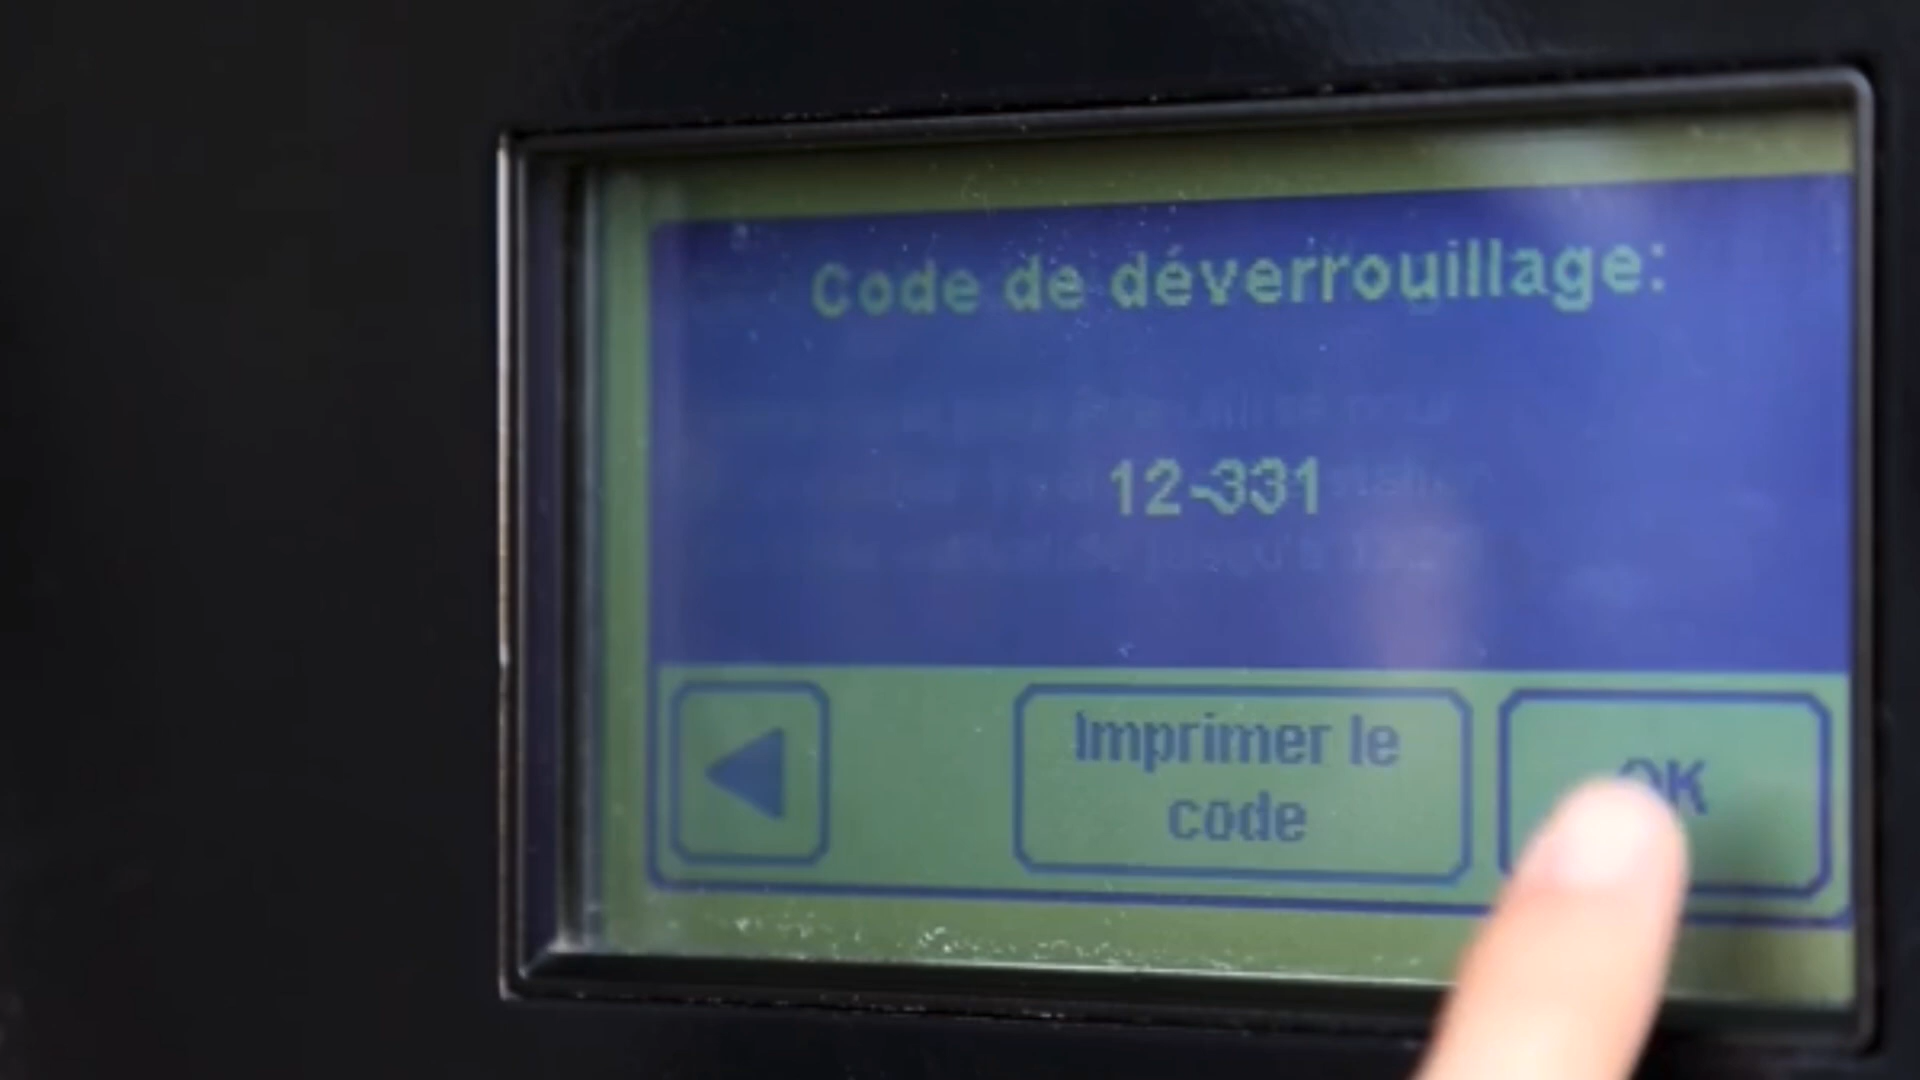 Code de déverrouillage:
12-331
Imprimer le
code
OK